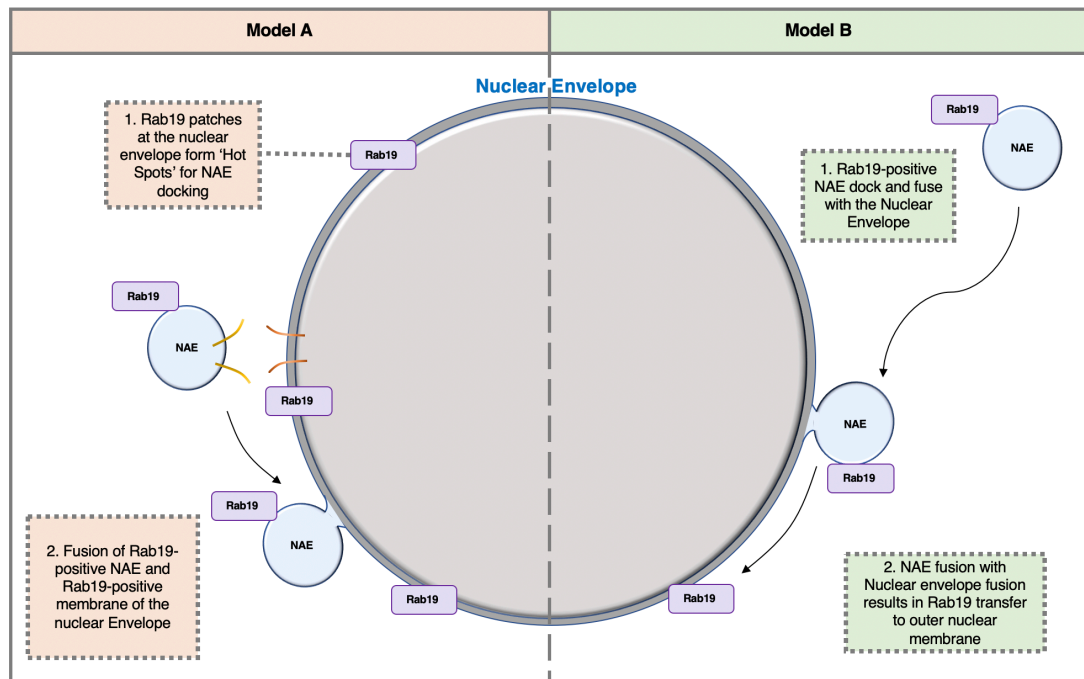 Model A
Model B
Nuclear Envelope
1. Rab19 patches
at the nuclear
envelope form ‘Hot
Spots’ for NAE
docking
Rab19
Rab19
NAE
Rab19
Rab19
NAE
2. Fusion of Rab19-
positive NAE and
Rab19-positive
membrane of the
nuclear Envelope
Rab19
Rab19
NAE
1. Rab19-positive
NAE dock and fuse
with the Nuclear
Envelope
NAE
Rab19
Rab19
2. NAE fusion with
Nuclear envelope fusion
results in Rab19 transfer
to outer nuclear
membrane